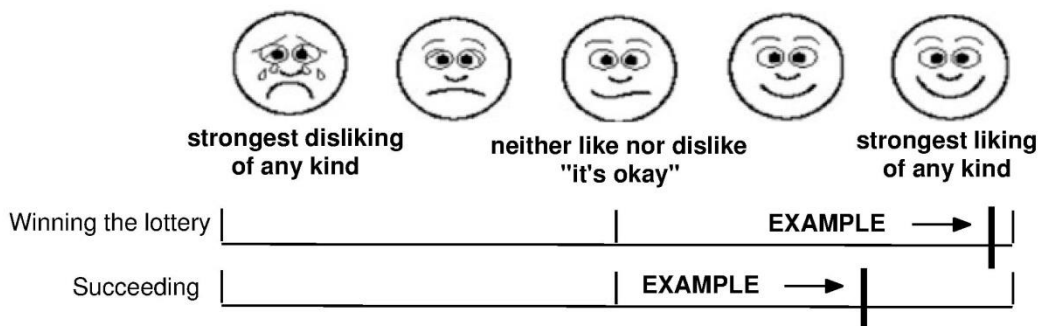 strongest disliking
of any kind
neither like nor dislike
"it's okay"
strongest liking
of any kind
Winning the lottery EXAMPLE
Succeeding EXAMPLE